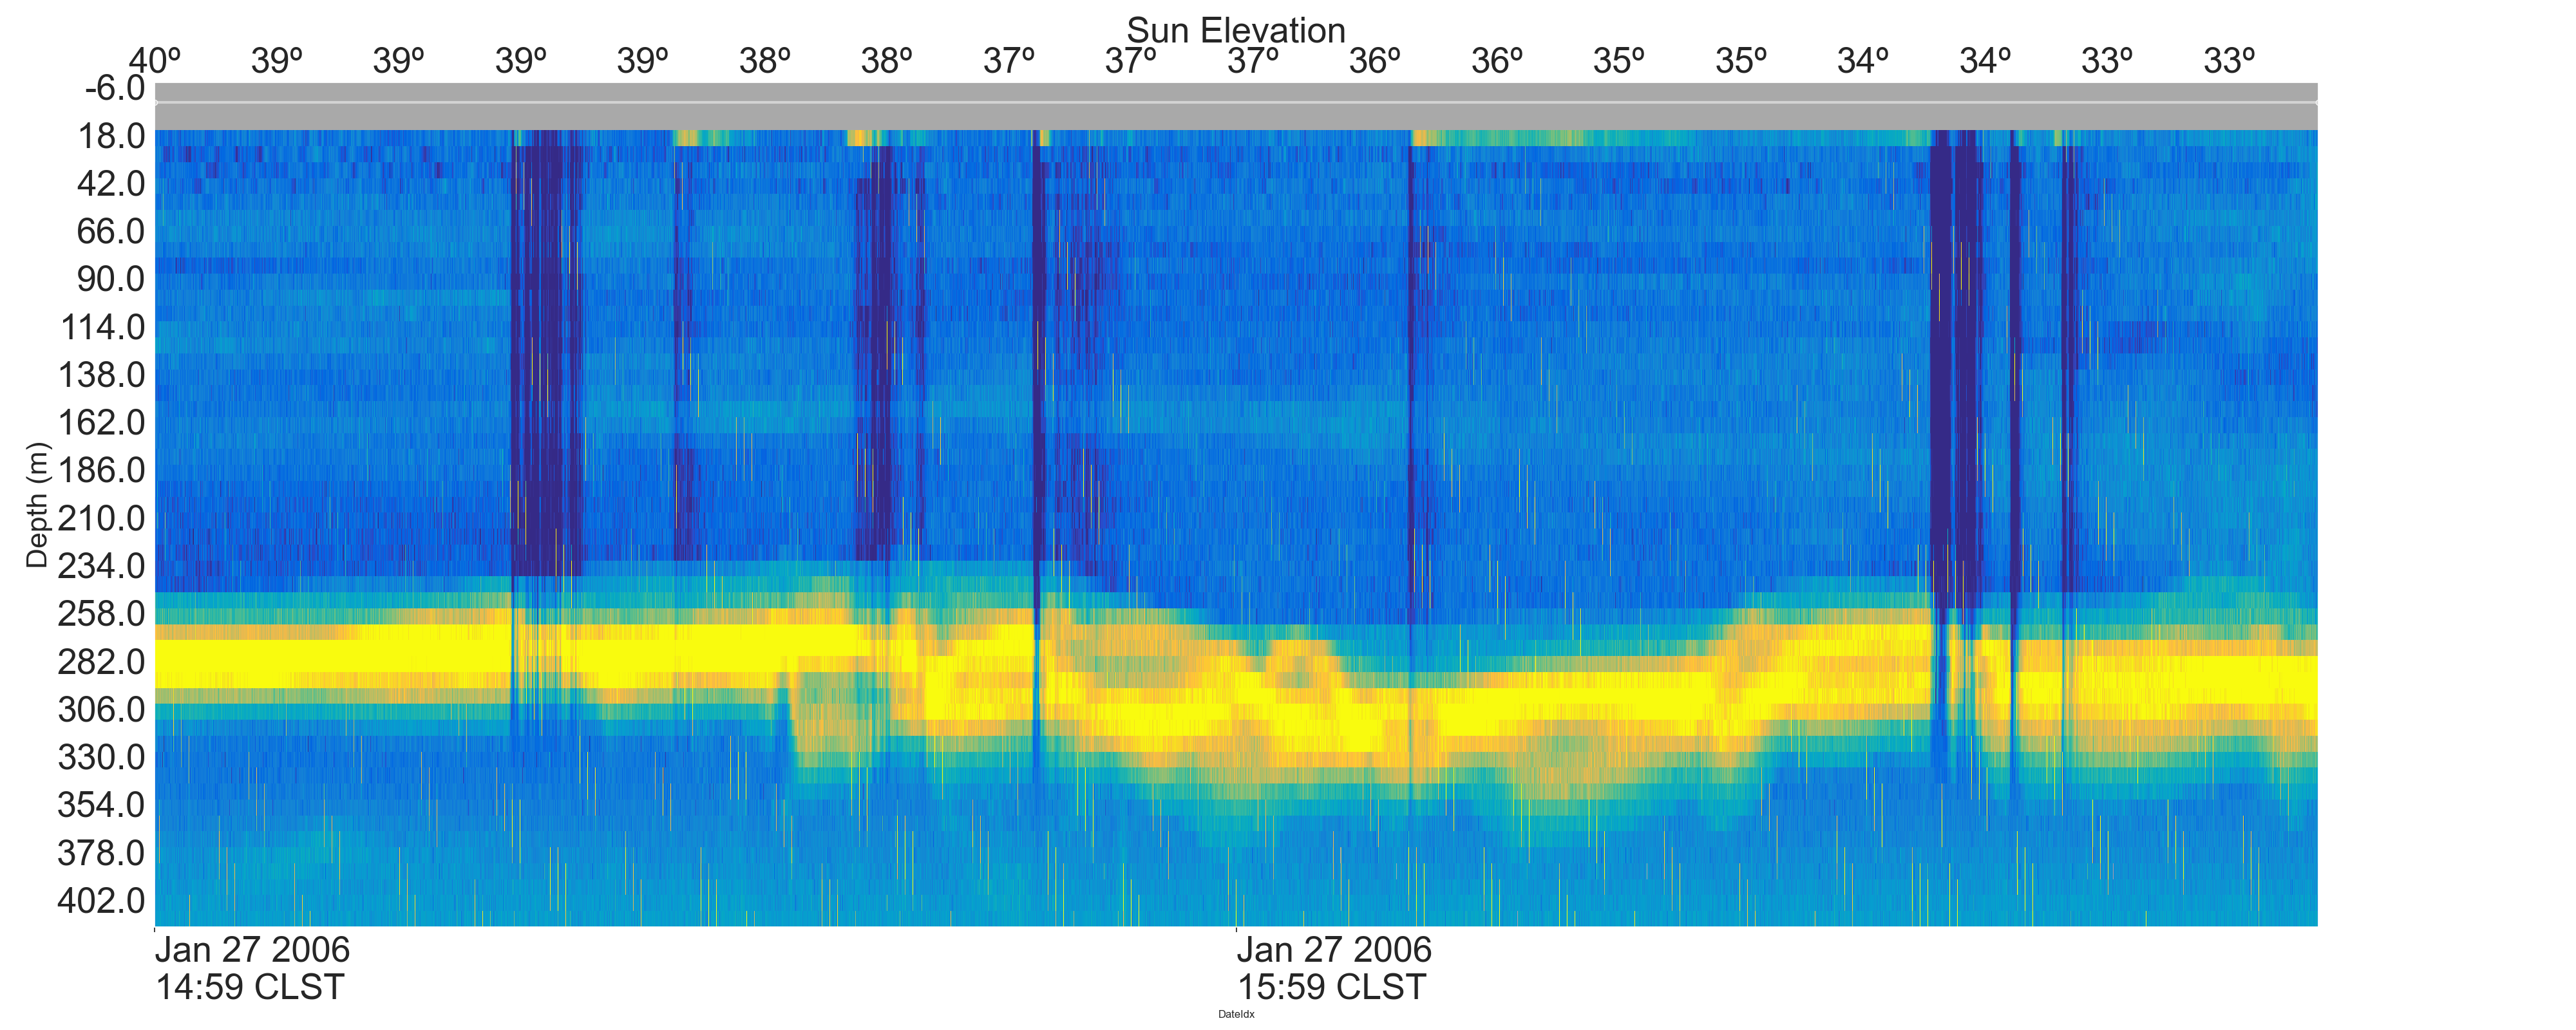 Sun Elevation
40º 39º 39º 39º 39º 38º 38º 37º 37º 37º 36º 36º 35º 35º 34º 34º 33º 33º
-6.0
18.0
42.0
66.0
90.0
114.0
138.0
162.0
186.0
210.0
234.0
258.0
282.0
306.0
330.0
354.0
378.0
402.0
Depth (m)
Jan 27 2006
14:59 CLST
Jan 27 2006
15:59 CLST
DateIdx